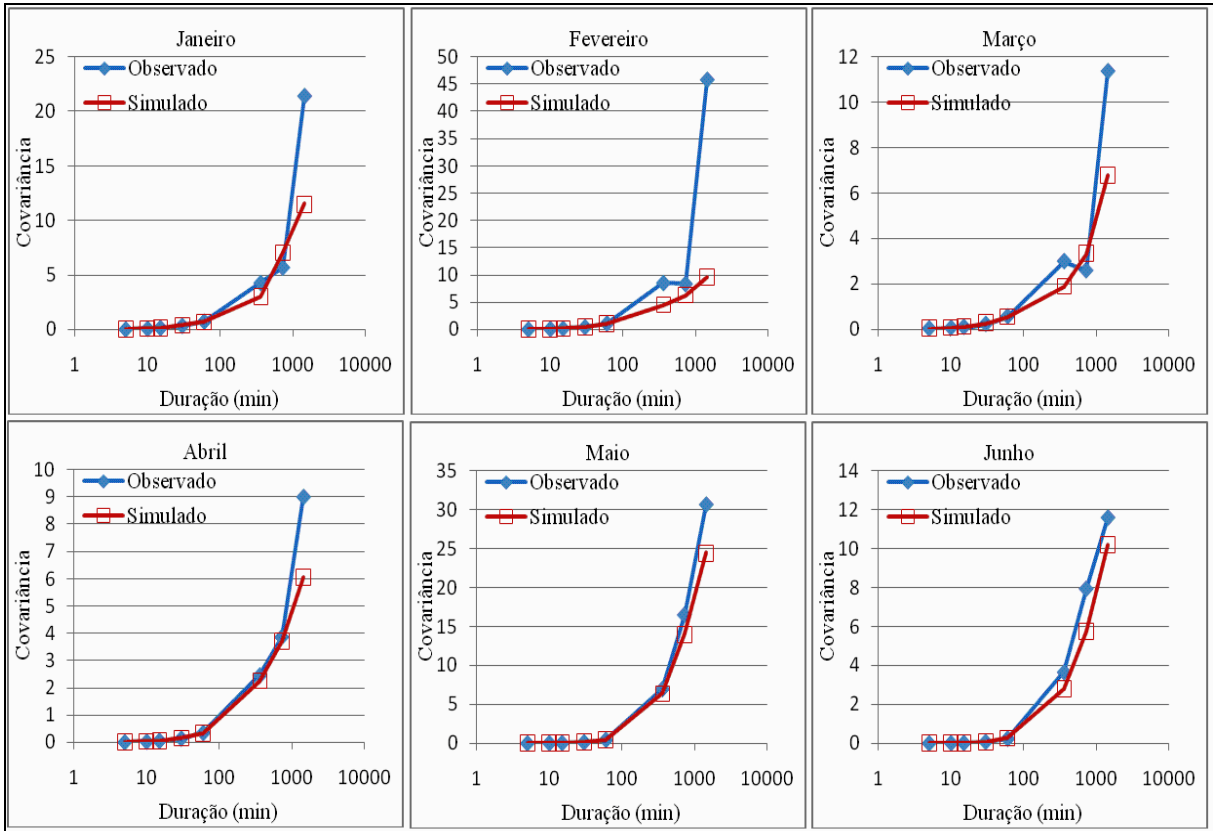 Janeiro
25
20
15
10
5
0
Covariância
Observado
Simulado
1
10
100
1000
10000
Duração (min)
Fevereiro
50
45
40
35
30
25
20
15
10
5
0
Covariância
Observado
Simulado
1
10
100
1000
10000
Duração (min)
Março
12
10
8
6
4
2
0
Covariância
Observado
Simulado
1
10
100
1000
10000
Duração (min)
Abril
10
9
8
7
6
5
4
3
2
1
0
Covariância
Observado
Simulado
1
10
100
1000
10000
Duração (min)
Maio
35
30
25
20
15
10
5
0
Covariância
Observado
Simulado
1
10
100
1000
10000
Duração (min)
Junho
14
12
10
8
6
4
2
0
Covariância
Observado
Simulado
1
10
100
1000
10000
Duração (min)